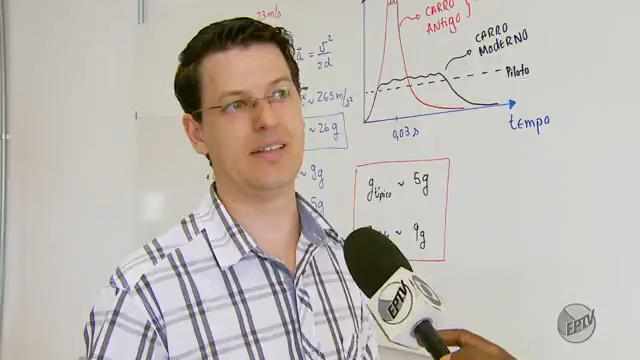 23m/s
a = v²/2d
a ~ 265m/s²
~ 26g
~ 9g
5g
CARRO
ANTIGO
CARRO
MODERNO
Piloto
0,03 s
tempo
g típico ~ 5g
~ 9g
EPTV
EPTV